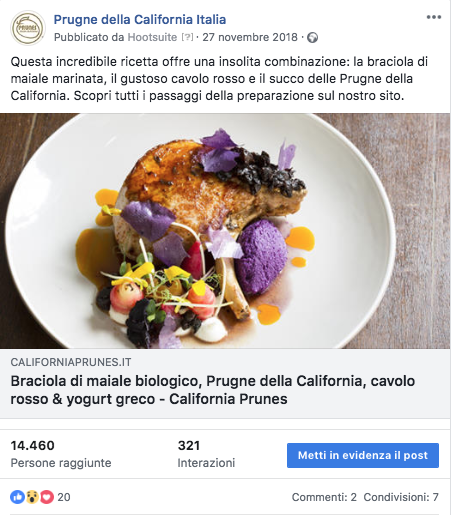 Prugne della California Italia
Pubblicato da Hootsuite [?] · 27 novembre 2018 ·
Questa incredibile ricetta offre una insolita combinazione: la braciola di
maiale marinata, il gustoso cavolo rosso e il succo delle Prugne della
California. Scopri tutti i passaggi della preparazione sul nostro sito.
CALIFORNIAPRUNES.IT
Braciola di maiale biologico, Prugne della California, cavolo
rosso & yogurt greco - California Prunes
14.460 321
Persone raggiunte Interazioni
Metti in evidenza il post
20 Commenti: 2 Condivisioni: 7